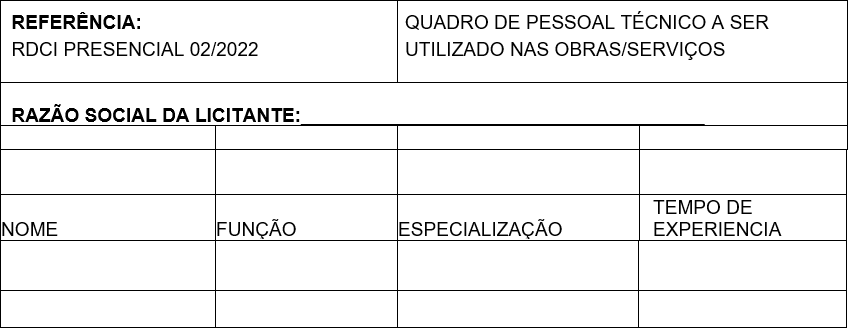 REFERÊNCIA:
RDCI PRESENCIAL 02/2022
QUADRO DE PESSOAL TÉCNICO A SER
UTILIZADO NAS OBRAS/SERVIÇOS
RAZÃO SOCIAL DA LICITANTE:
NOME
FUNÇÃO
ESPECIALIZAÇÃO
TEMPO DE
EXPERIENCIA